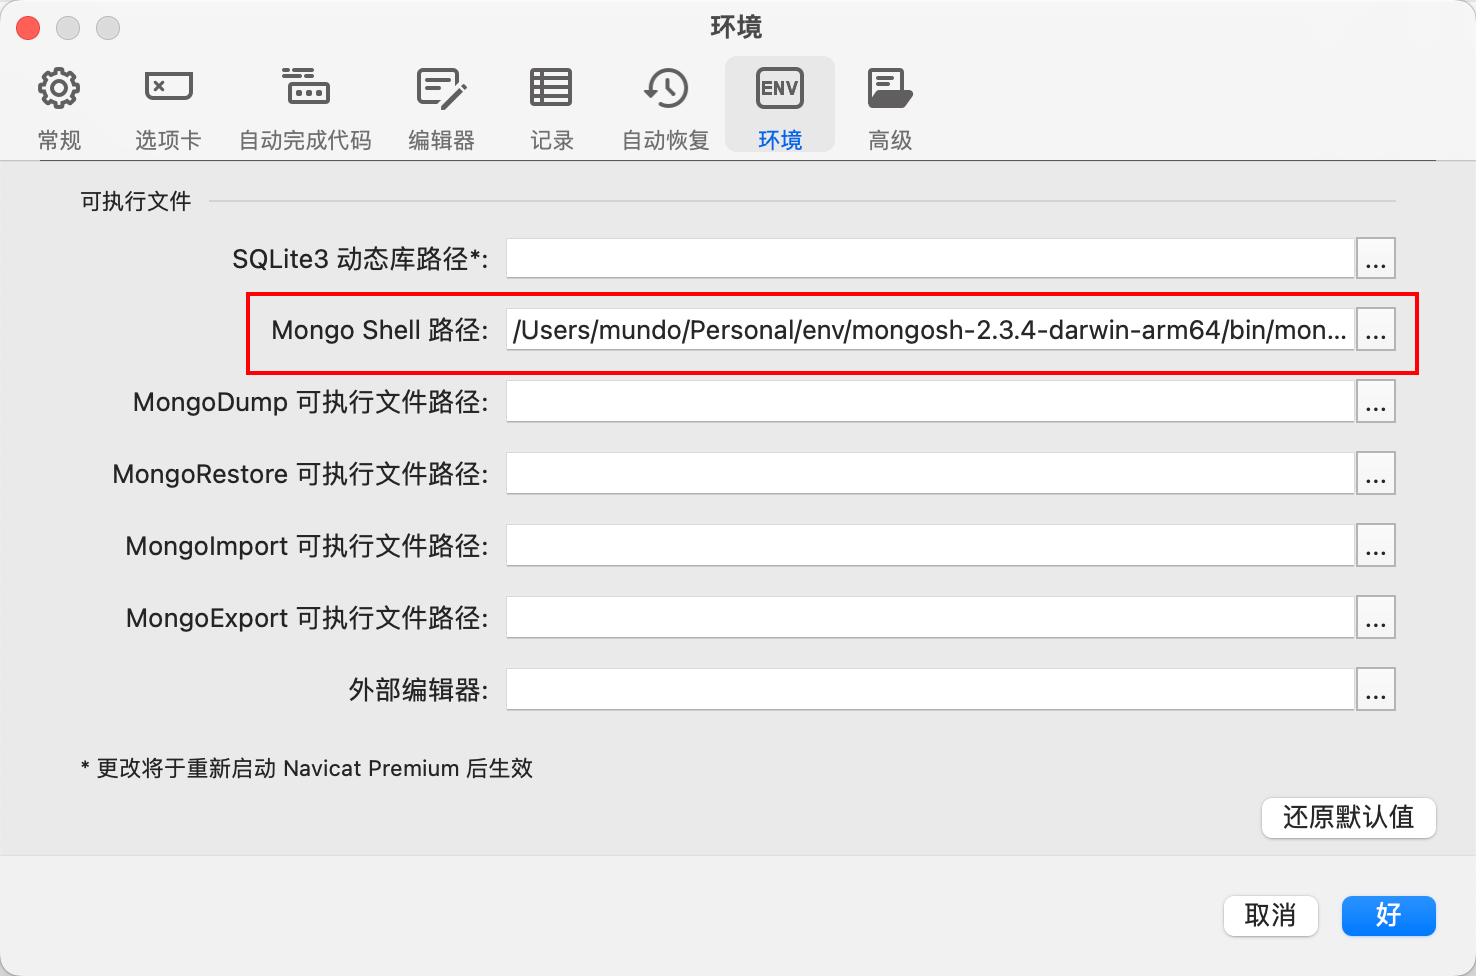 环境
常规 选项卡 自动完成代码 编辑器 记录 自动恢复 ENV 环境 高级
可执行文件
SQLite3 动态库路径*: ...
Mongo Shell 路径: /Users/mundo/Personal/env/mongosh-2.3.4-darwin-arm64/bin/mon... ...
MongoDump 可执行文件路径: ...
MongoRestore 可执行文件路径: ...
MongoImport 可执行文件路径: ...
MongoExport 可执行文件路径: ...
外部编辑器: ...
* 更改将于重新启动 Navicat Premium 后生效
还原默认值
取消 好